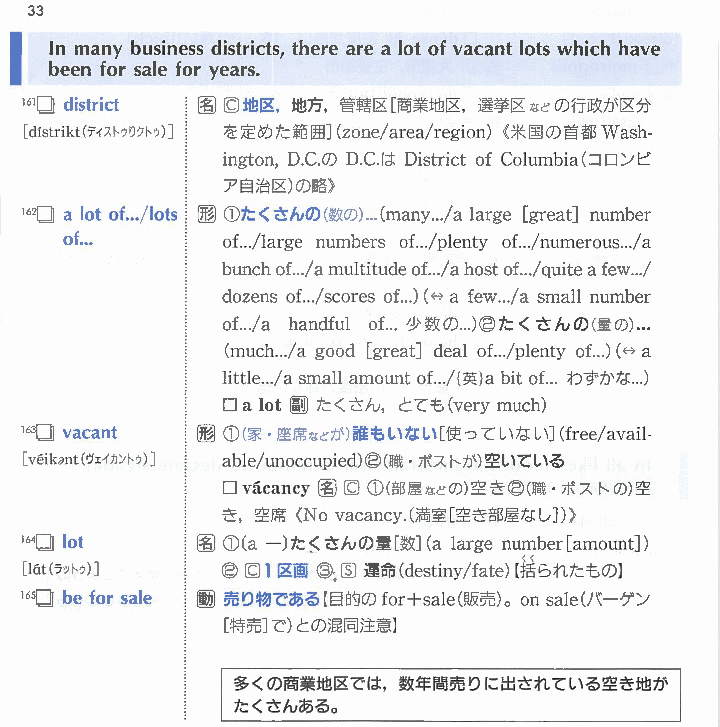 33
In many business districts, there are a lot of vacant lots which have
been for sale for years.
161 district
[dístrikt(ディストゥリクトゥ)]
名 Ⓒ地区，地方，管轄区[商業地区，選挙区などの行政が区分
を定めた範囲](zone/area/region)《米国の首都 Wash-
ington, D.C.の D.C.は District of Columbia(コロンビ
ア自治区)の略》
162 a lot of.../lots
of...
形 ①たくさんの(数の)...(many.../a large [great] number
of.../large numbers of.../plenty of.../numerous.../a
bunch of.../a multitude of.../a host of.../quite a few.../
dozens of.../scores of...)(⇔ a few.../a small number
of.../a handful of... 少数の...)②たくさんの(量の)...
(much.../a good [great] deal of.../plenty of...)(⇔ a
little.../a small amount of.../{英}a bit of... わずかな...)
□ a lot 副 たくさん，とても(very much)
163 vacant
[véikənt(ヴェイカントゥ)]
形 ①(家・座席などが)誰もいない[使っていない](free/avail-
able/unoccupied)②(職・ポストが)空いている
□ vácancy 名 Ⓒ ①(部屋などの)空き②(職・ポストの)空
き，空席《No vacancy.(満室[空き部屋なし])》
164 lot
[lát(ラットゥ)]
名 ①(a ―)たくさんの量[数](a large number[amount])
② Ⓒ1区画 ③, Ⓢ 運命(destiny/fate)【括られたもの】
165 be for sale
動 売り物である【目的の for＋sale(販売)。on sale(バーゲン
[特売]で)との混同注意】
多くの商業地区では，数年間売りに出されている空き地が
たくさんある。